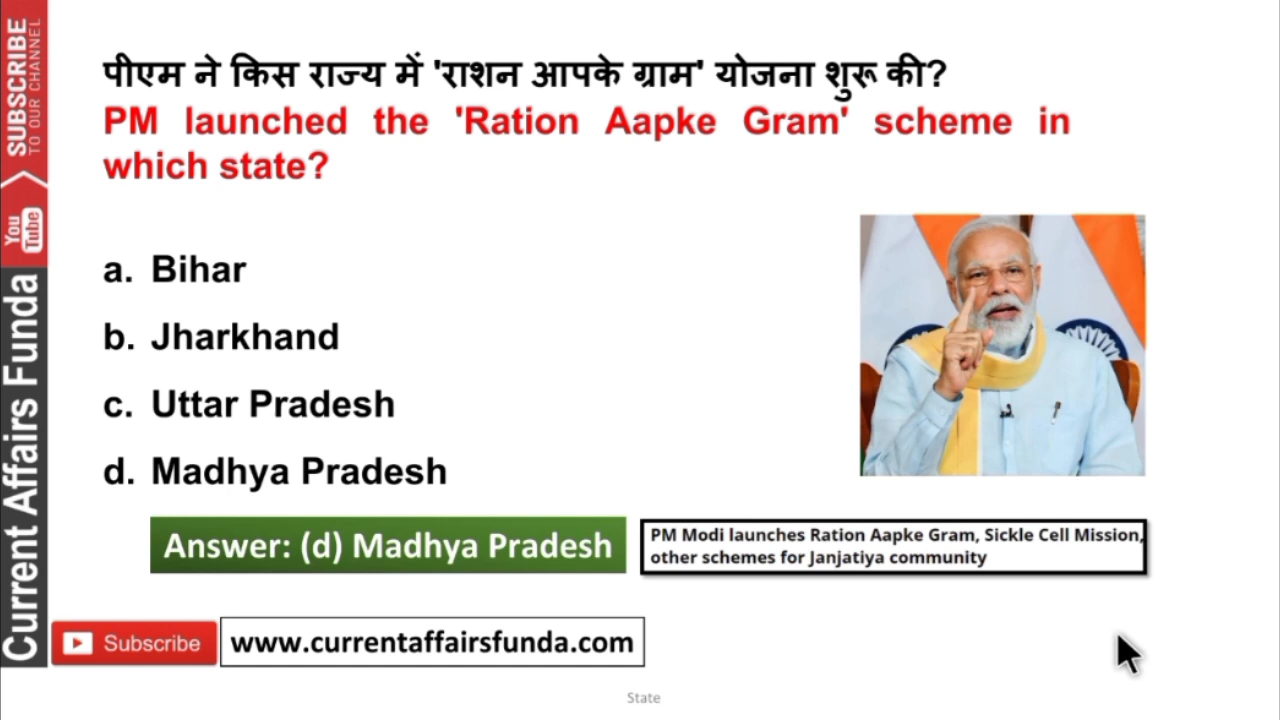 पीएम ने किस राज्य में 'राशन आपके ग्राम' योजना शुरू की?
PM launched the 'Ration Aapke Gram' scheme in
which state?
a. Bihar
b. Jharkhand
c. Uttar Pradesh
d. Madhya Pradesh
Answer: (d) Madhya Pradesh
PM Modi launches Ration Aapke Gram, Sickle Cell Mission,
other schemes for Janjatiya community
Subscribe
www.currentaffairsfunda.com
State
SUBSCRIBE
TO OUR CHANNEL
You
Tube
Current Affairs Funda